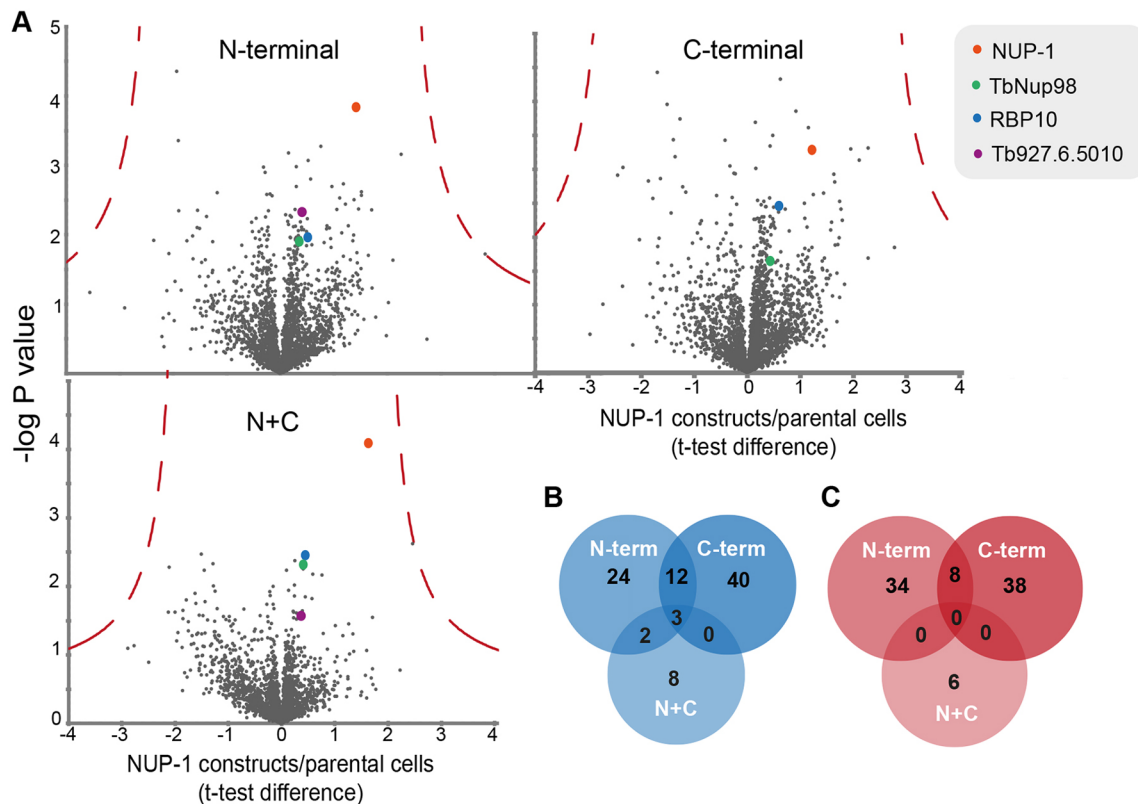 A
N-terminal
C-terminal
NUP-1
TbNup98
RBP10
Tb927.6.5010
5
4
3
2
1
-4 -3 -2 -1 0 1 2 3 4
NUP-1 constructs/parental cells
(t-test difference)
-log P value
N+C
4
3
2
1
0
-4 -3 -2 -1 0 1 2 3 4
NUP-1 constructs/parental cells
(t-test difference)
B
N-term
C-term
24
12
40
3
2
0
8
N+C
C
N-term
C-term
34
8
38
0
0
0
6
N+C